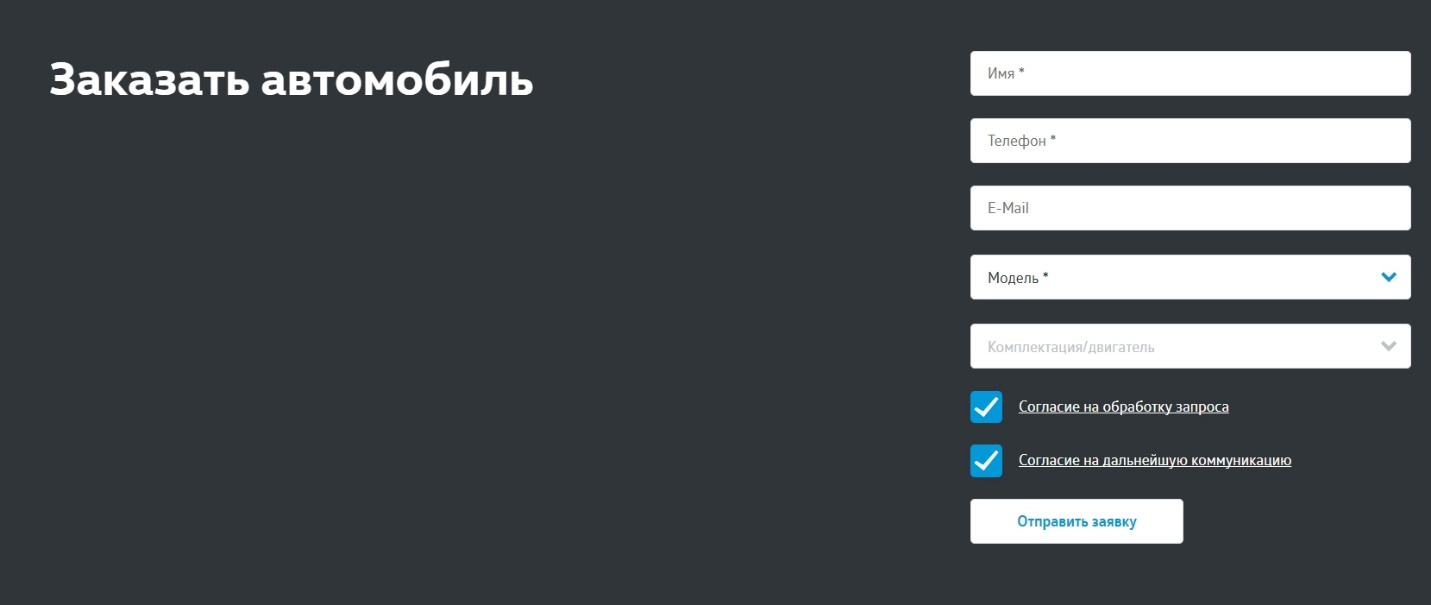 Заказать автомобиль
Имя *
Телефон *
E-Mail
Модель *
Комплектация/двигатель
Согласие на обработку запроса
Согласие на дальнейшую коммуникацию
Отправить заявку